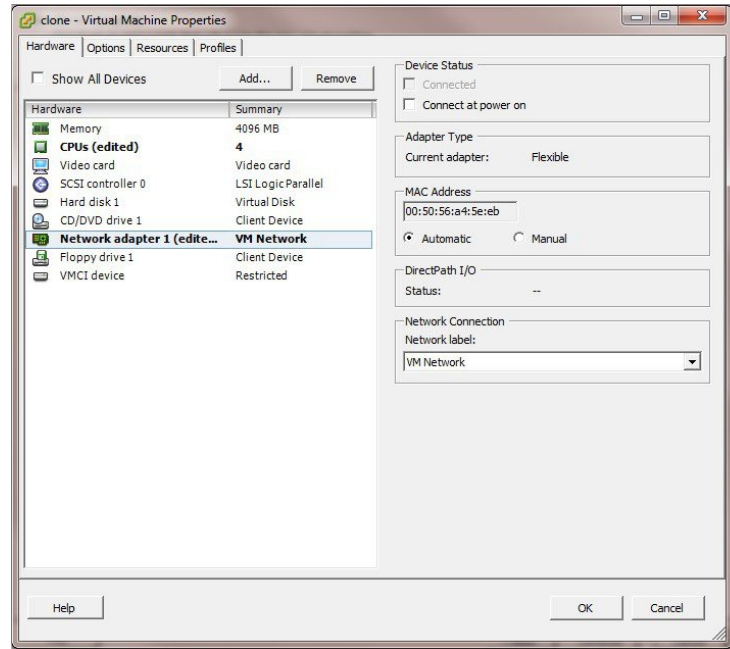 clone - Virtual Machine Properties
Hardware Options Resources Profiles
Show All Devices Add... Remove
Hardware Summary
Memory 4096 MB
CPUs (edited) 4
Video card Video card
SCSI controller 0 LSI Logic Parallel
Hard disk 1 Virtual Disk
CD/DVD drive 1 Client Device
Network adapter 1 (edite... VM Network
Floppy drive 1 Client Device
VMCI device Restricted
Device Status
Connected
Connect at power on
Adapter Type
Current adapter: Flexible
MAC Address
00:50:56:a4:5e:eb
Automatic Manual
DirectPath I/O
Status: --
Network Connection
Network label:
VM Network
Help OK Cancel